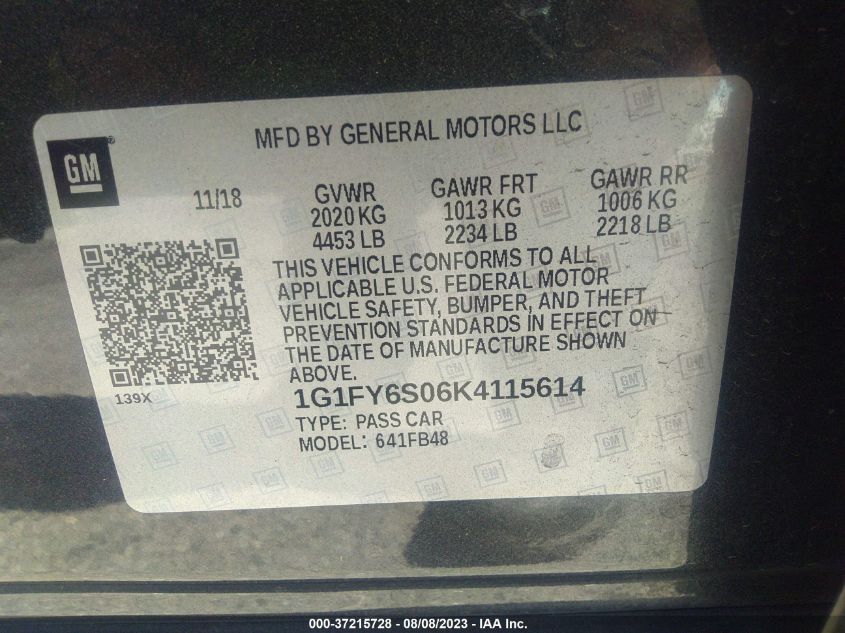 MFD BY GENERAL MOTORS LLC
GM
11/18
GVWR
2020 KG
4453 LB
GAWR FRT
1013 KG
2234 LB
GAWR RR
1006 KG
2218 LB
THIS VEHICLE CONFORMS TO ALL
APPLICABLE U.S. FEDERAL MOTOR
VEHICLE SAFETY, BUMPER, AND THEFT
PREVENTION STANDARDS IN EFFECT ON
THE DATE OF MANUFACTURE SHOWN
ABOVE.
139X
1G1FY6S06K4115614
TYPE: PASS CAR
MODEL: 641FB48
000-37215728 - 08/08/2023 - IAA Inc.